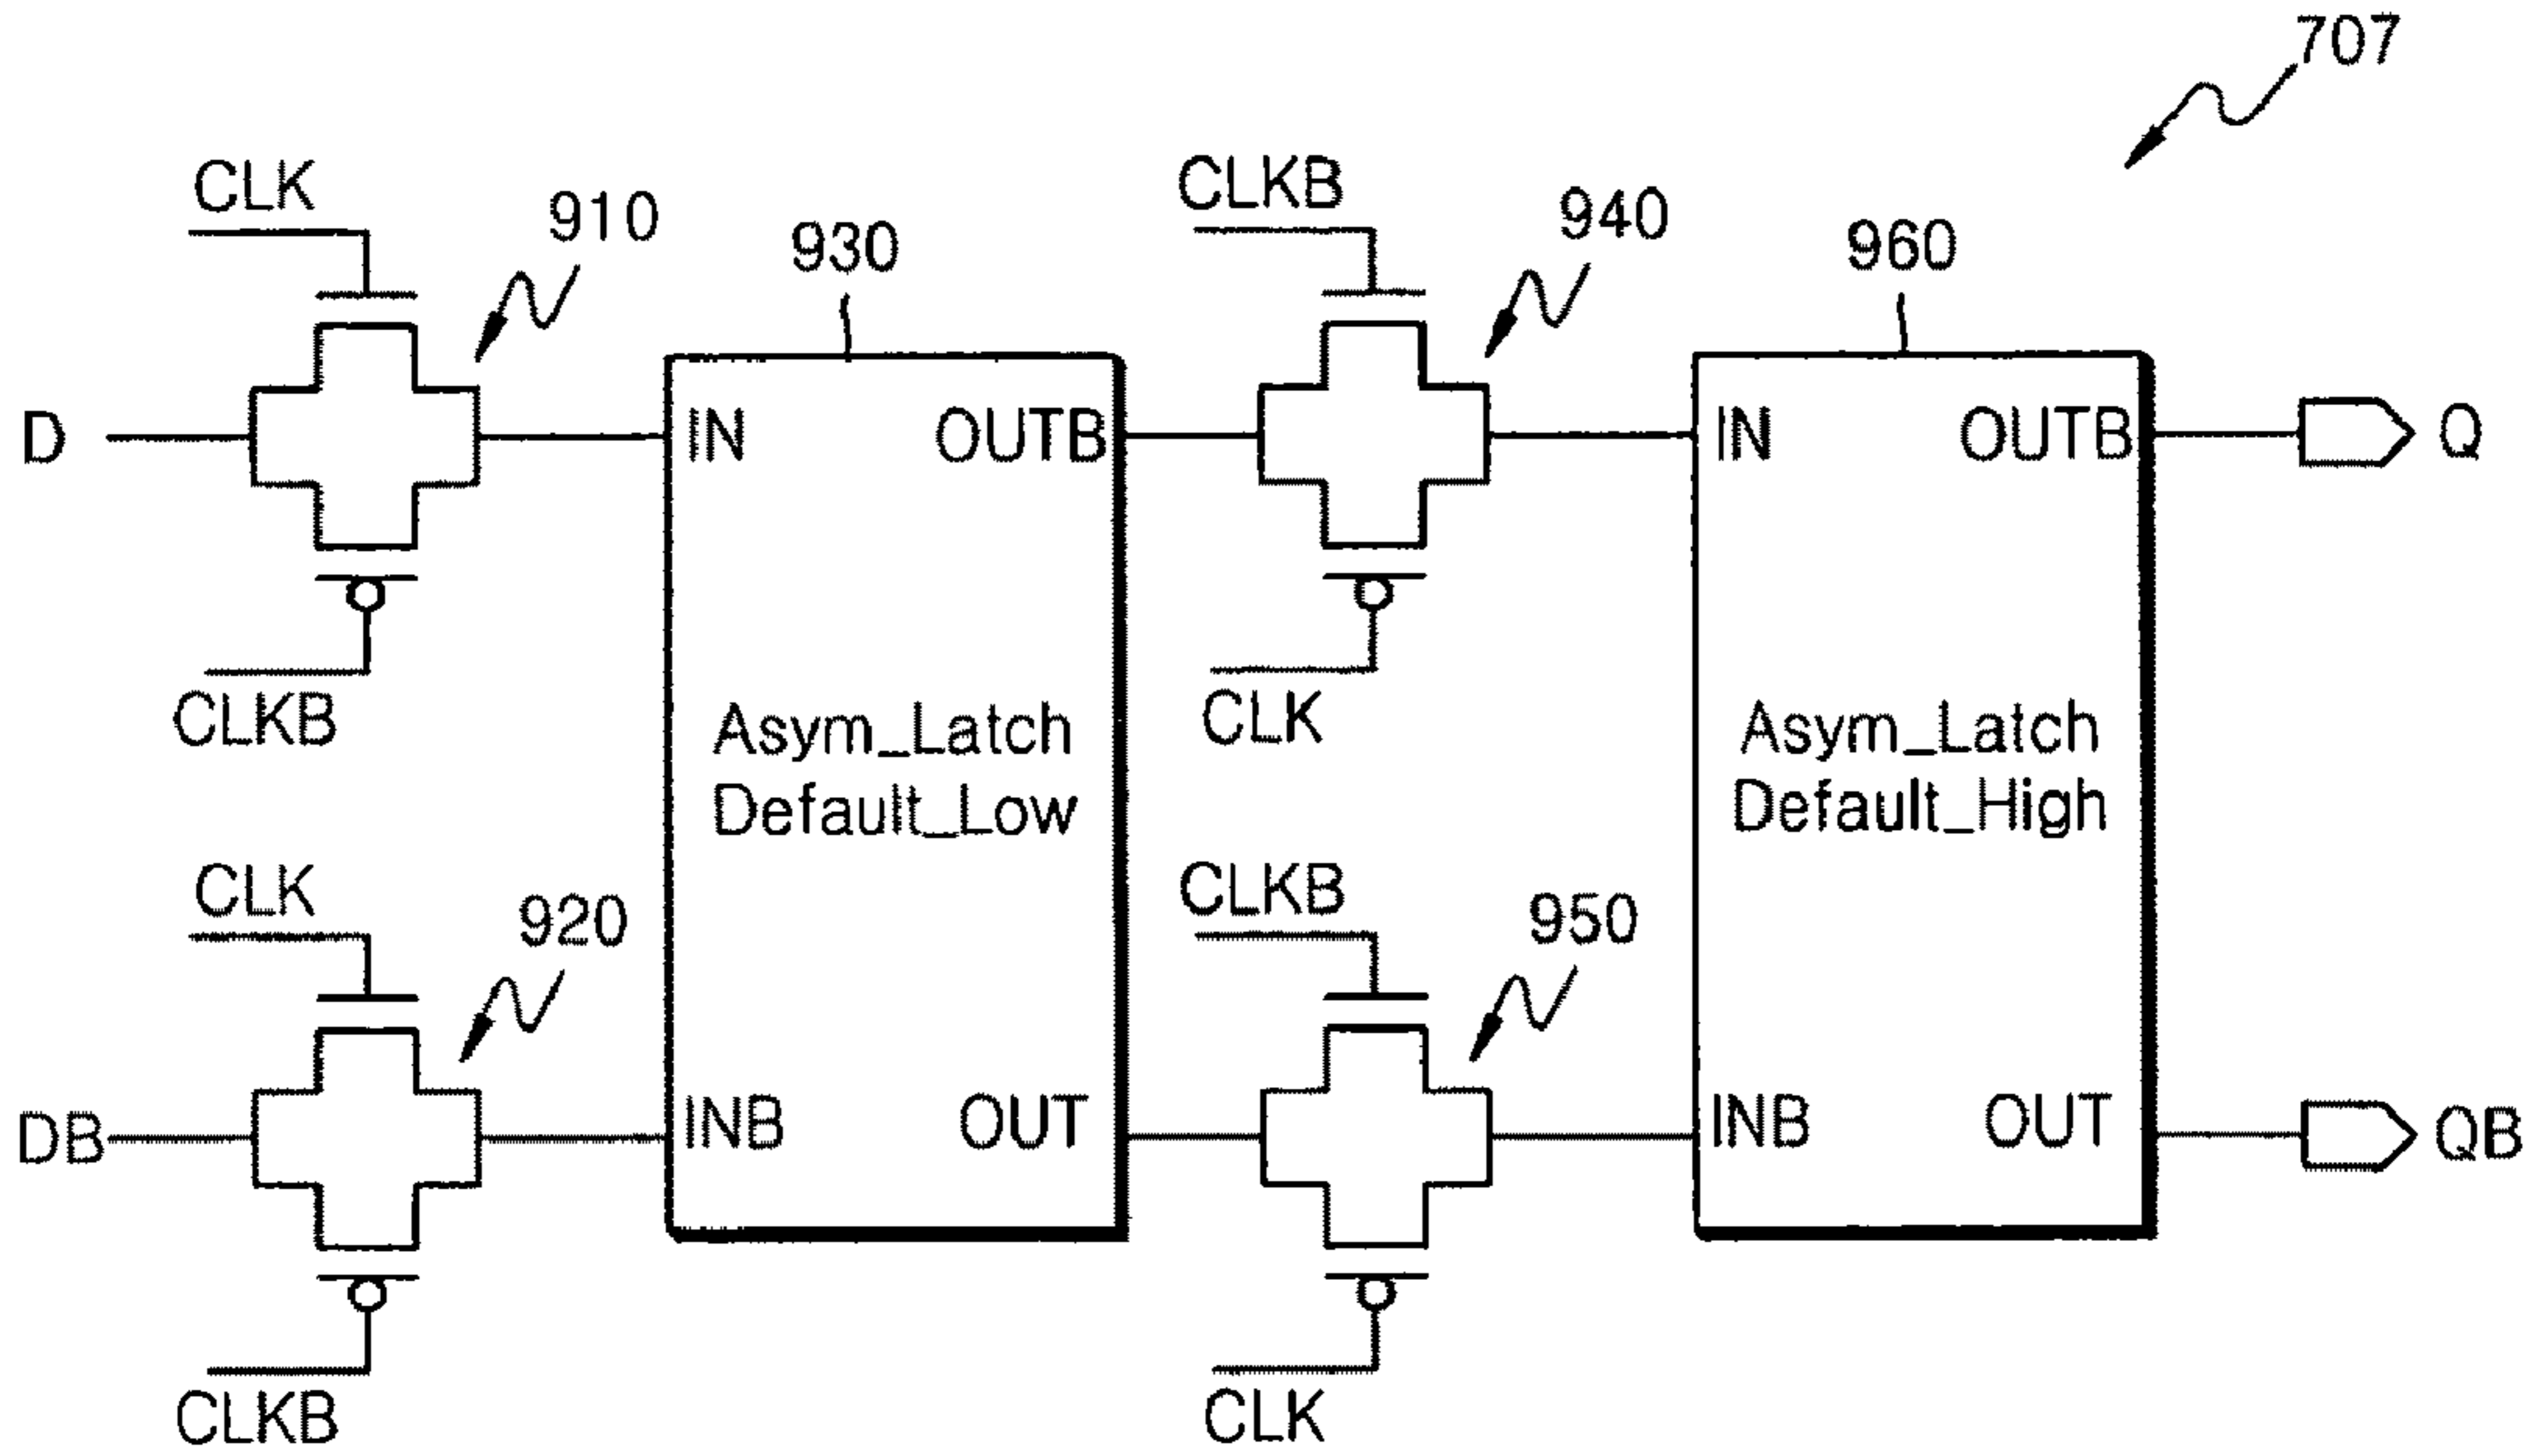 707
CLK
910
930
CLKB
940
960
D
IN
OUTB
IN
OUTB
Q
CLKB
CLK
Asym_Latch
Default_Low
Asym_Latch
Default_High
CLK
920
CLKB
950
DB
INB
OUT
INB
OUT
QB
CLKB
CLK